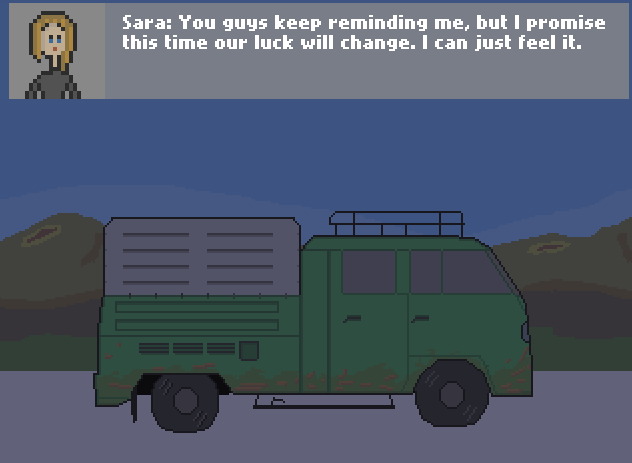 Sara: You guys keep reminding me, but I promise
this time our luck will change. I can just feel it.